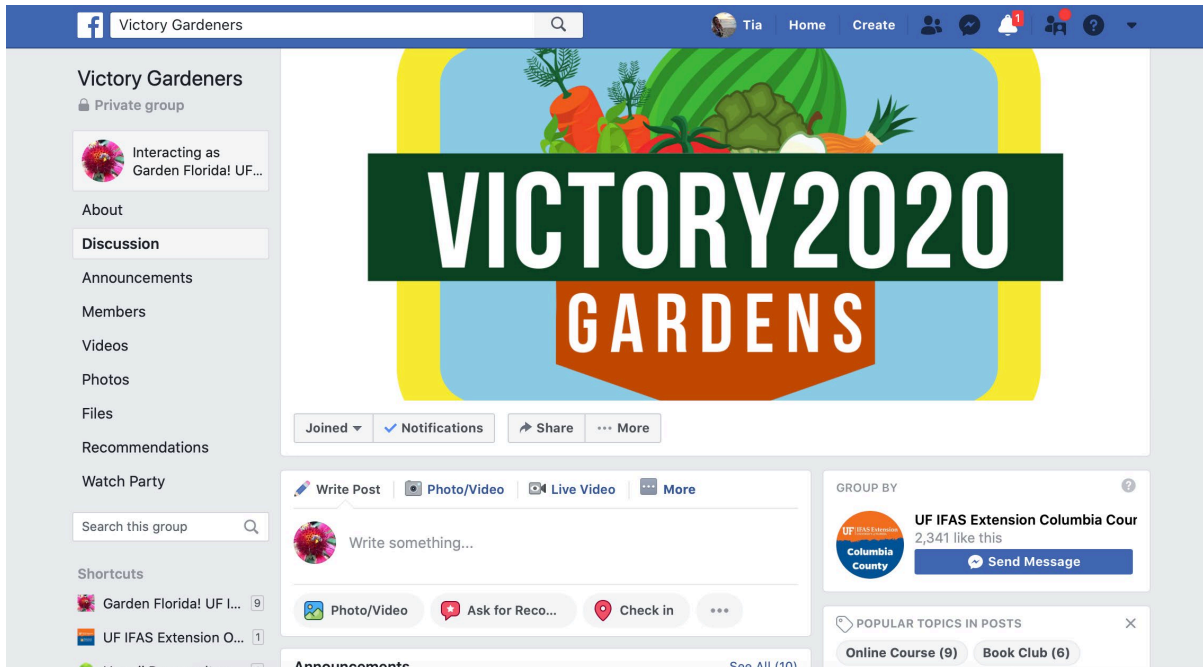 Victory Gardeners
Tia
Home
Create
1
Victory Gardeners
Private group
Interacting as
Garden Florida! UF...
About
Discussion
Announcements
Members
Videos
Photos
Files
Recommendations
Watch Party
Search this group
Shortcuts
Garden Florida! UF I... 9
UF IFAS Extension O... 1
VICTORY2020
GARDENS
Joined
Notifications
Share
More
Write Post
Photo/Video
Live Video
More
Write something...
Photo/Video
Ask for Reco...
Check in
Announcements
See All (10)
GROUP BY
UF IFAS Extension
Columbia
County
UF IFAS Extension Columbia Cour
2,341 like this
Send Message
POPULAR TOPICS IN POSTS
Online Course (9)
Book Club (6)